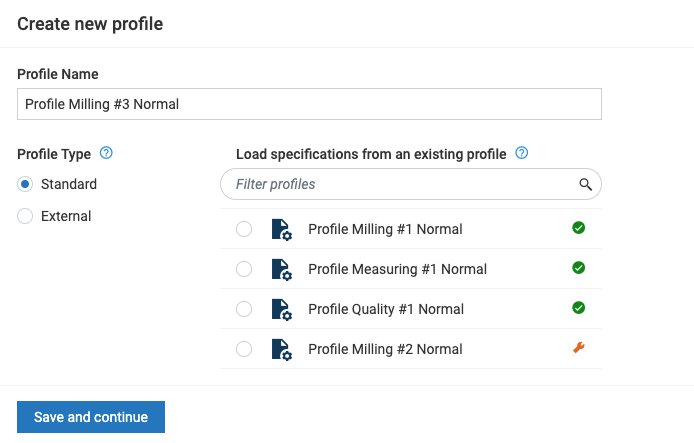 Create new profile
Profile Name
Profile Milling #3 Normal
Profile Type
Standard
External
Load specifications from an existing profile
Filter profiles
Profile Milling #1 Normal
Profile Measuring #1 Normal
Profile Quality #1 Normal
Profile Milling #2 Normal
Save and continue